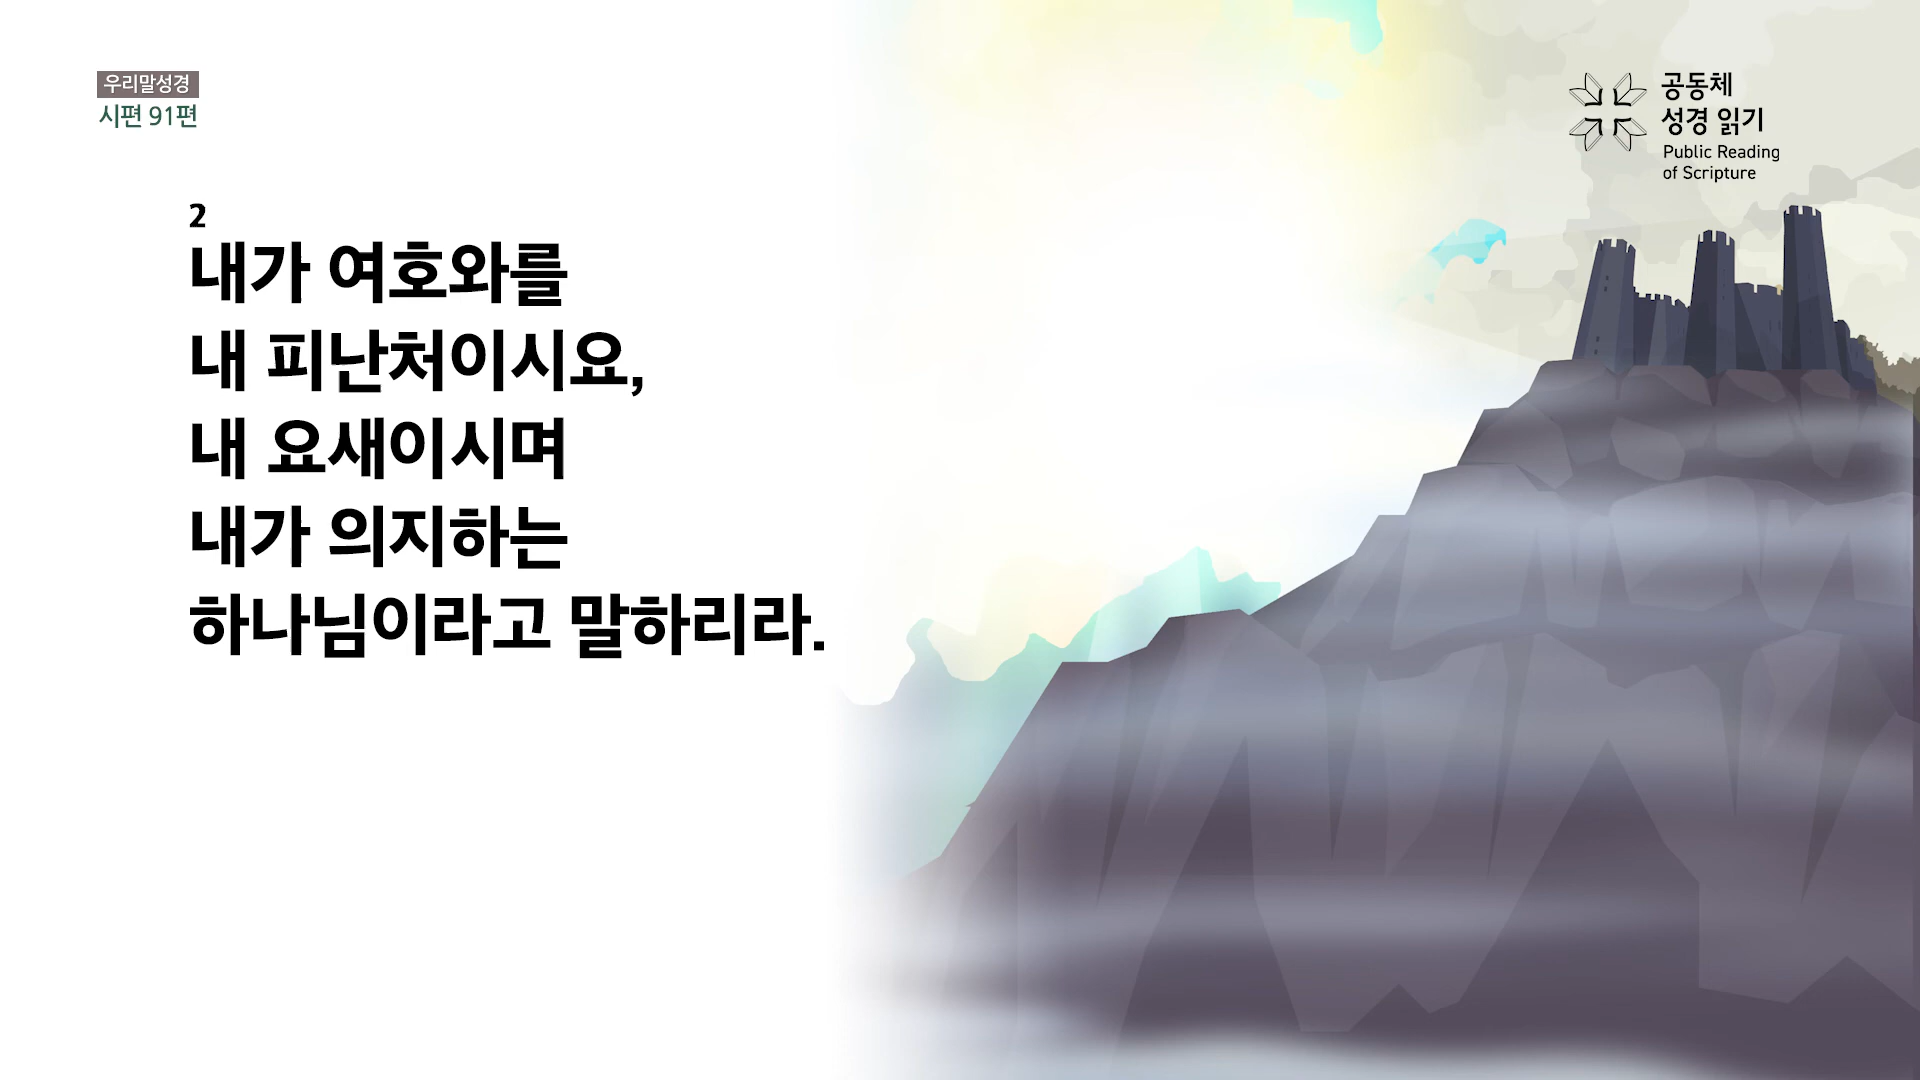 우리말성경
시편 91편
공동체
성경 읽기
Public Reading
of Scripture
2
내가 여호와를
내 피난처이시요,
내 요새이시며
내가 의지하는
하나님이라고 말하리라.